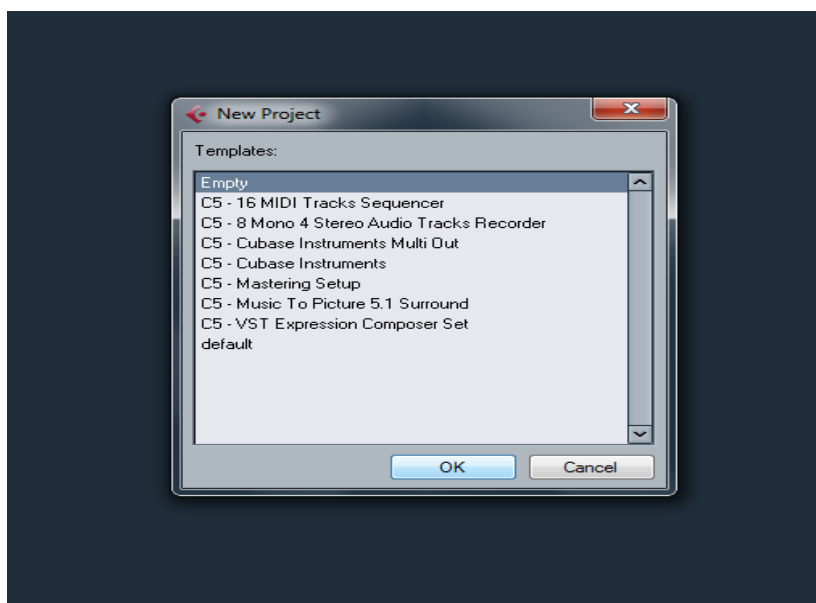 New Project
Templates:
Empty
C5 - 16 MIDI Tracks Sequencer
C5 - 8 Mono 4 Stereo Audio Tracks Recorder
C5 - Cubase Instruments Multi Out
C5 - Cubase Instruments
C5 - Mastering Setup
C5 - Music To Picture 5.1 Surround
C5 - VST Expression Composer Set
default
OK Cancel